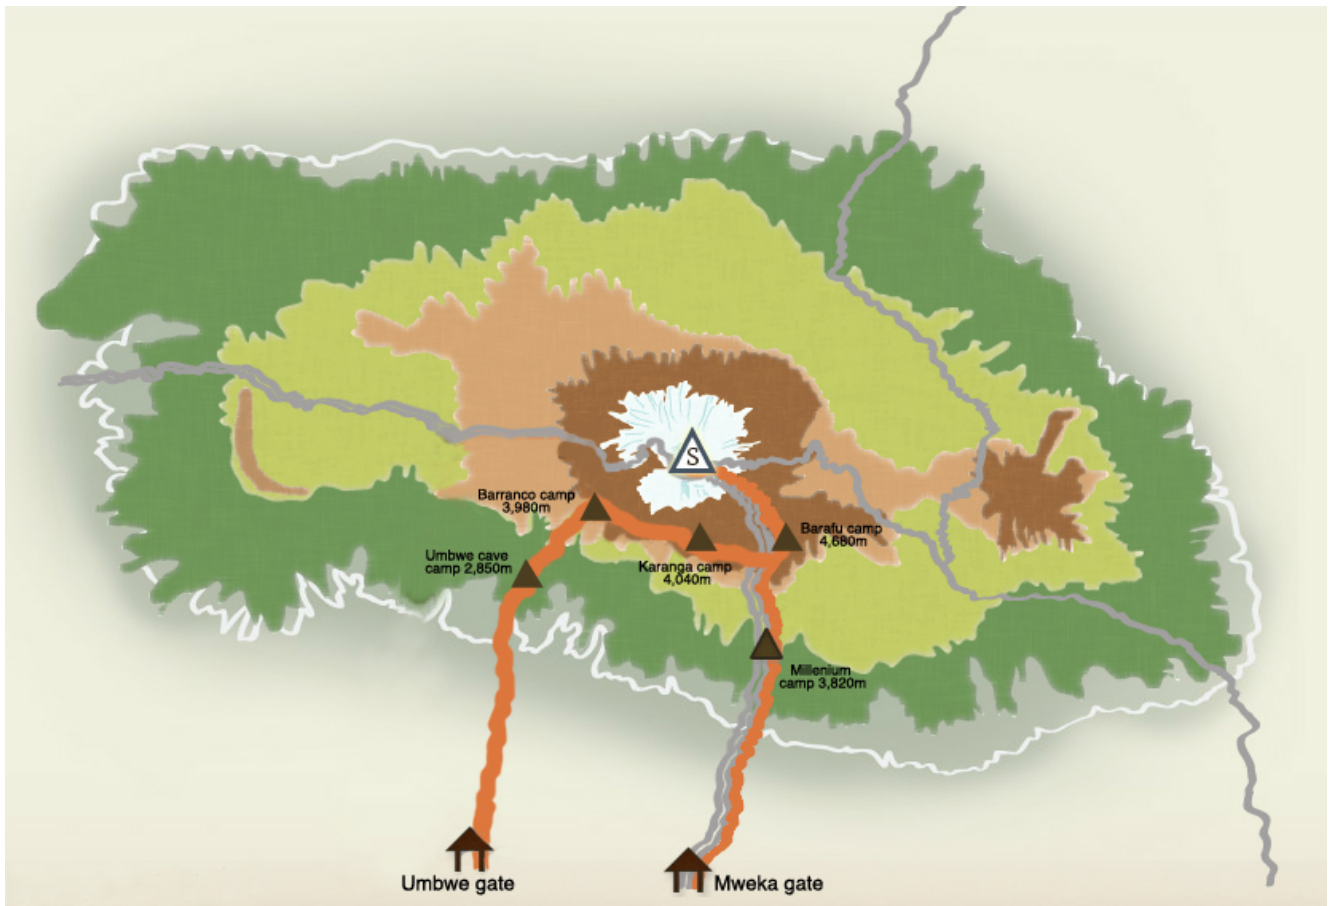 S
Barranco camp
3,980m
Umbwe cave
camp 2,850m
Karanga camp
4,040m
Barafu camp
4,680m
Millenium
camp 3,820m
Umbwe gate
Mweka gate